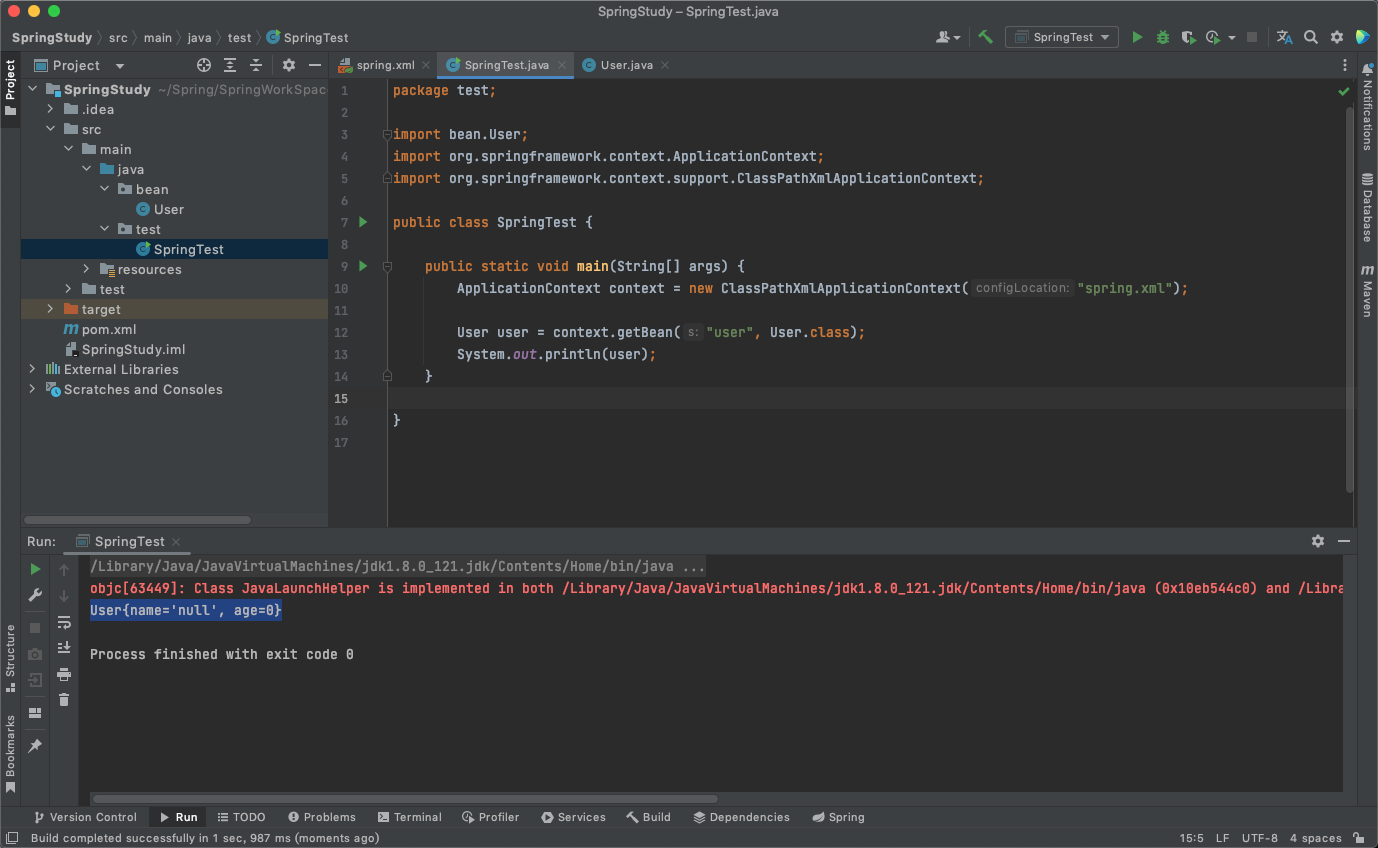 SpringStudy – SpringTest.java
SpringStudy src main java test SpringTest
SpringTest
Project
Project
spring.xml SpringTest.java User.java
SpringStudy ~/Spring/SpringWorkSpac
.idea
src
main
java
bean
User
test
SpringTest
resources
test
target
pom.xml
SpringStudy.iml
External Libraries
Scratches and Consoles
1 package test;
2
3 import bean.User;
4 import org.springframework.context.ApplicationContext;
5 import org.springframework.context.support.ClassPathXmlApplicationContext;
6
7 public class SpringTest {
8
9 public static void main(String[] args) {
10 ApplicationContext context = new ClassPathXmlApplicationContext( configLocation: "spring.xml");
11
12 User user = context.getBean( s: "user", User.class);
13 System.out.println(user);
14 }
15
16 }
17
Notifications
Database
m Maven
Run: SpringTest
/Library/Java/JavaVirtualMachines/jdk1.8.0_121.jdk/Contents/Home/bin/java ...
objc[63449]: Class JavaLaunchHelper is implemented in both /Library/Java/JavaVirtualMachines/jdk1.8.0_121.jdk/Contents/Home/bin/java (0x10eb544c0) and /Libra
User{name='null', age=0}
Process finished with exit code 0
Structure
Bookmarks
Version Control Run TODO Problems Terminal Profiler Services Build Dependencies Spring
Build completed successfully in 1 sec, 987 ms (moments ago) 15:5 LF UTF-8 4 spaces